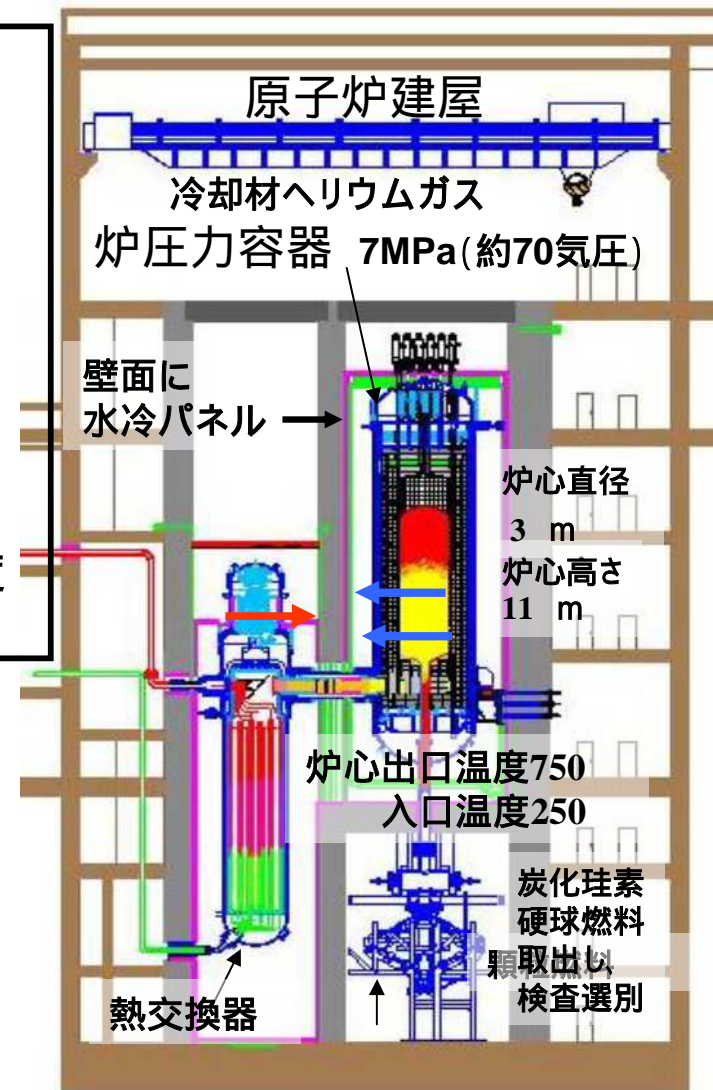 原子炉建屋
冷却材ヘリウムガス
炉圧力容器 7MPa(約70気圧)
壁面に
水冷パネル
炉心直径
3 m
炉心高さ
11 m
炉心出口温度750
入口温度250
炭化珪素
硬球燃料
取出し,
検査選別
顆粒燃料
熱交換器